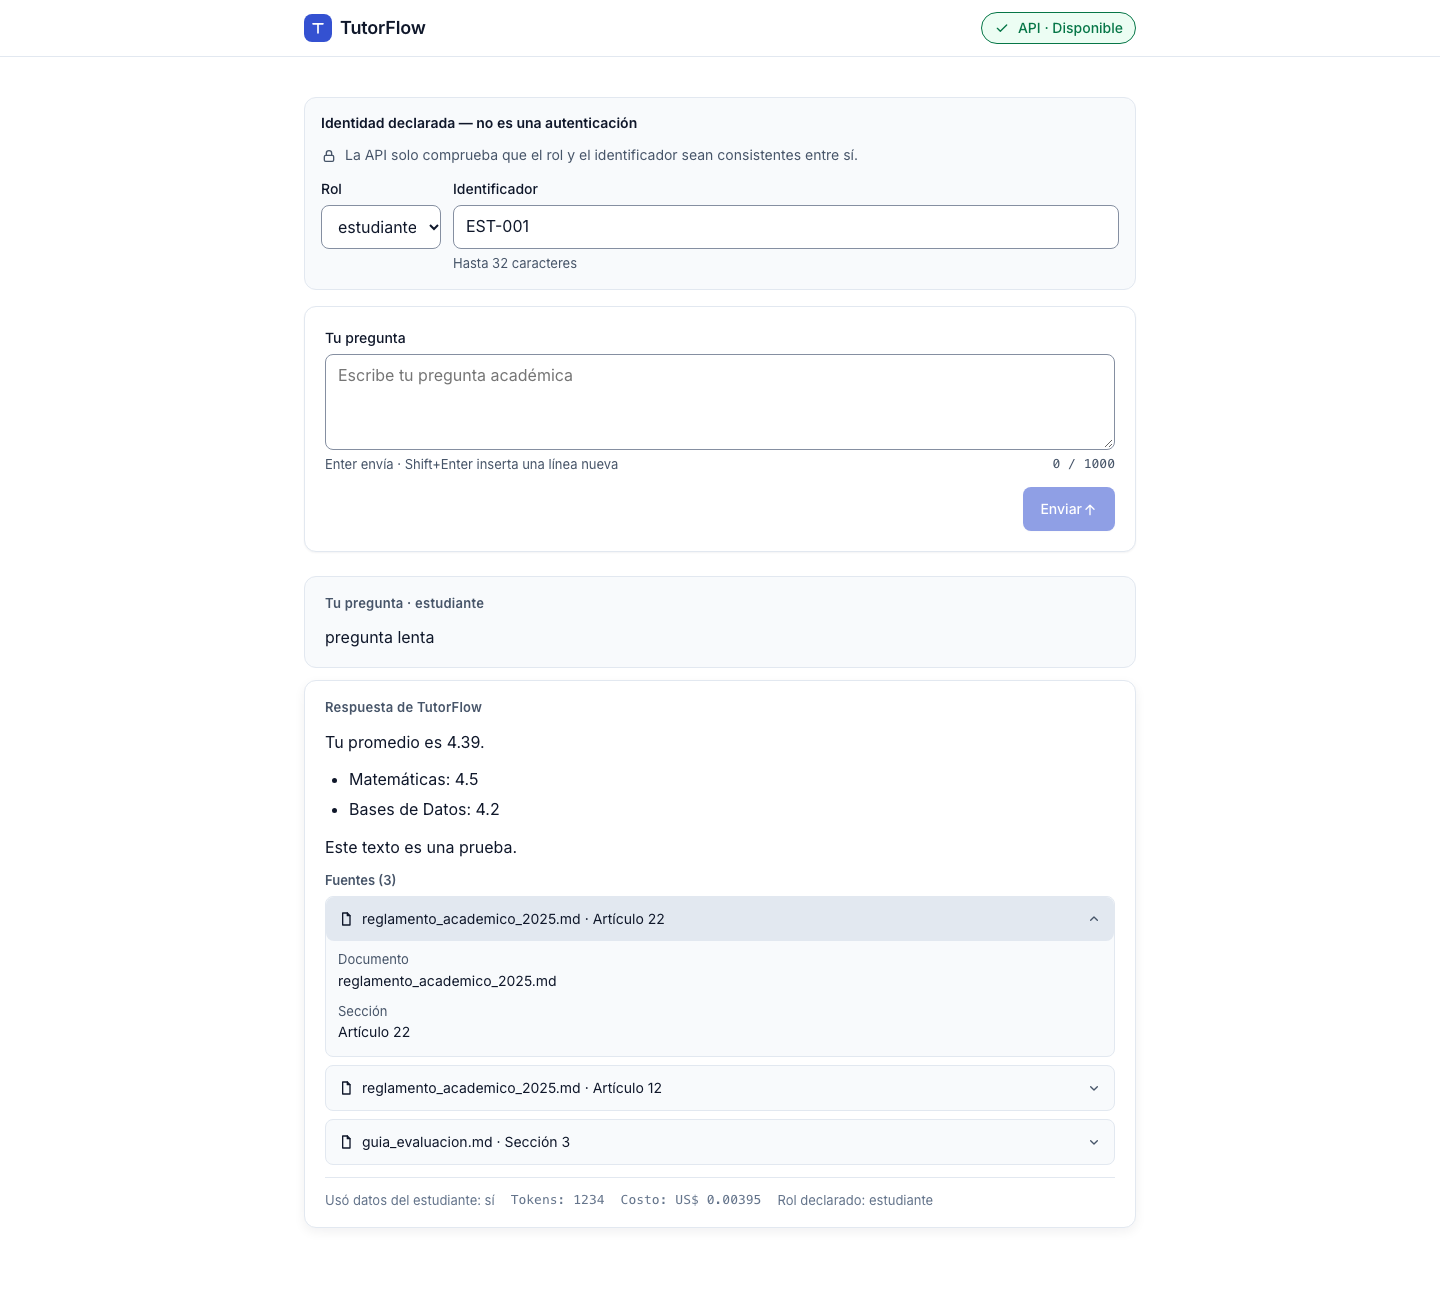 T TutorFlow
API · Disponible
Identidad declarada — no es una autenticación
La API solo comprueba que el rol y el identificador sean consistentes entre sí.
Rol
Identificador
estudiante
EST-001
Hasta 32 caracteres
Tu pregunta
Escribe tu pregunta académica
Enter envía · Shift+Enter inserta una línea nueva
0 / 1000
Enviar ↑
Tu pregunta · estudiante
pregunta lenta
Respuesta de TutorFlow
Tu promedio es 4.39.
• Matemáticas: 4.5
• Bases de Datos: 4.2
Este texto es una prueba.
Fuentes (3)
reglamento_academico_2025.md · Artículo 22
Documento
reglamento_academico_2025.md
Sección
Artículo 22
reglamento_academico_2025.md · Artículo 12
guia_evaluacion.md · Sección 3
Usó datos del estudiante: sí Tokens: 1234 Costo: US$ 0.00395 Rol declarado: estudiante